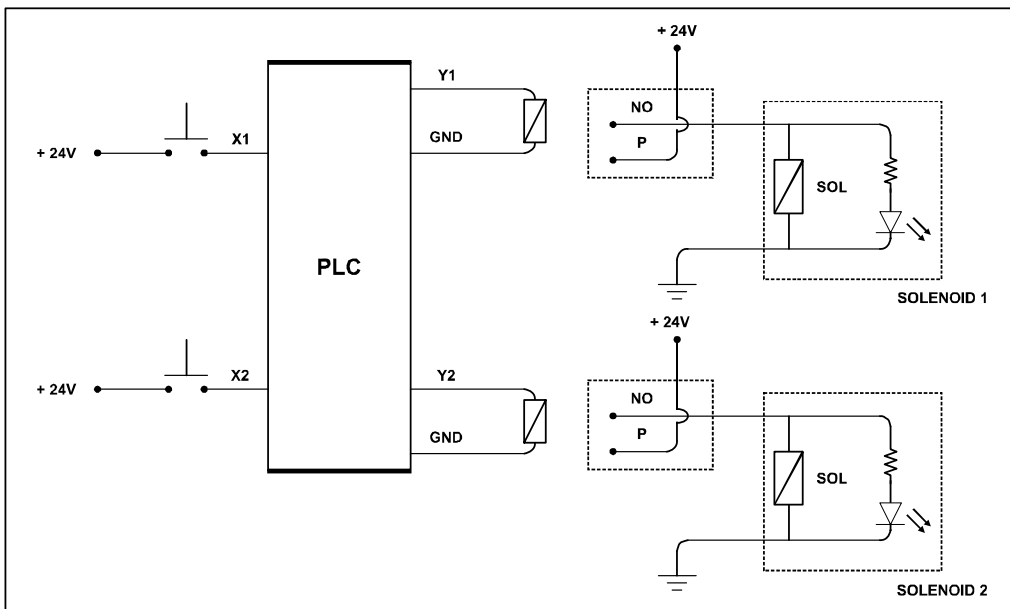 + 24V
Y1
NO
X1
GND
P
+ 24V
SOL
PLC
SOLENOID 1
+ 24V
X2
Y2
NO
+ 24V
GND
P
SOL
SOLENOID 2